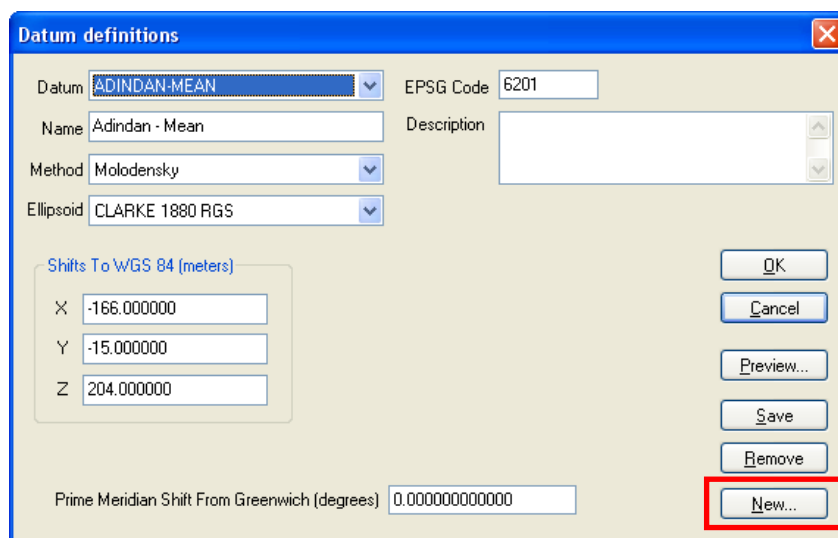 Datum definitions
Datum ADINDAN-MEAN
EPSG Code 6201
Name Adindan - Mean
Description
Method Molodensky
Ellipsoid CLARKE 1880 RGS
Shifts To WGS 84 (meters)
X -166.000000
Y -15.000000
Z 204.000000
OK
Cancel
Preview...
Save
Remove
Prime Meridian Shift From Greenwich (degrees) 0.000000000000
New...